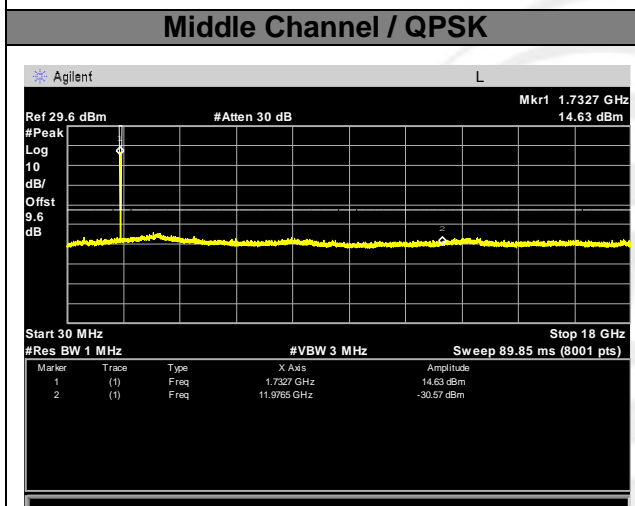 Middle Channel / QPSK
Agilent L
Mkr1 1.7327 GHz
Ref 29.6 dBm #Atten 30 dB 14.63 dBm
#Peak
Log
10
dB/
Offst
9.6
dB
1
2
Start 30 MHz Stop 18 GHz
#Res BW 1 MHz #VBW 3 MHz Sweep 89.85 ms (8001 pts)
Marker Trace Type X Axis Amplitude
1 (1) Freq 1.7327 GHz 14.63 dBm
2 (1) Freq 11.9765 GHz -30.57 dBm